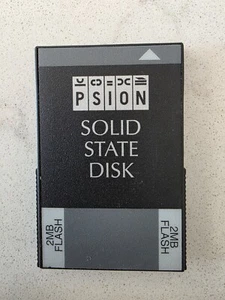 PSION
SOLID
STATE
DISK
2MB
FLASH
2MB
FLASH